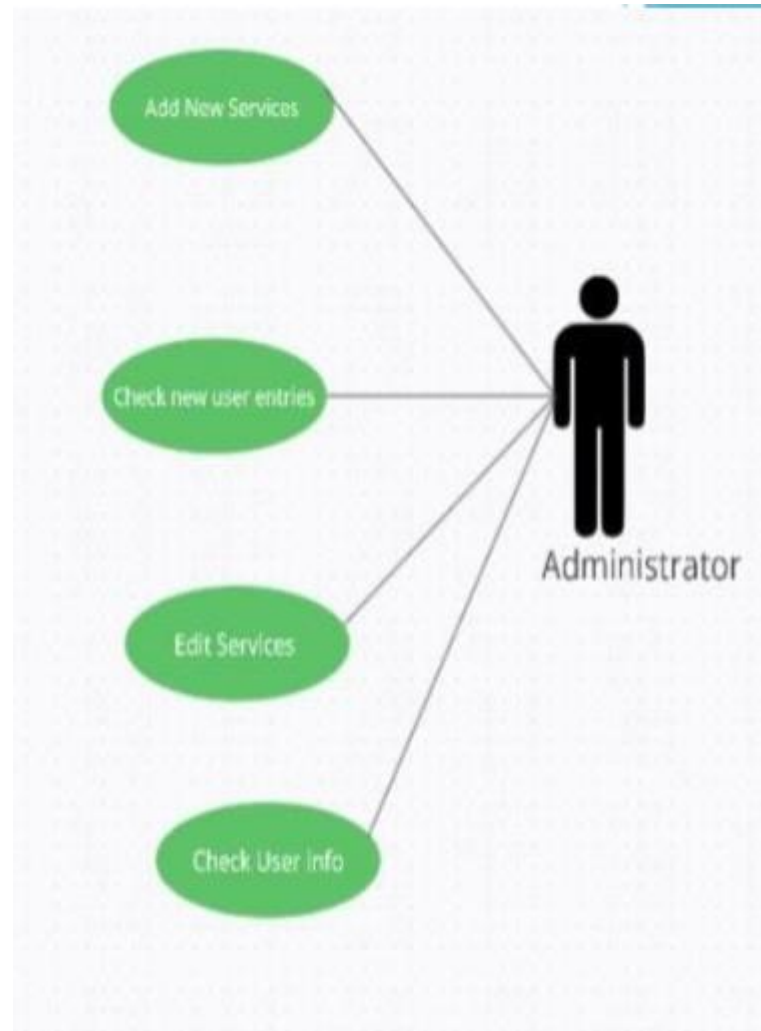 Add New Services
Check new user entries
Administrator
Edit Services
Check User info